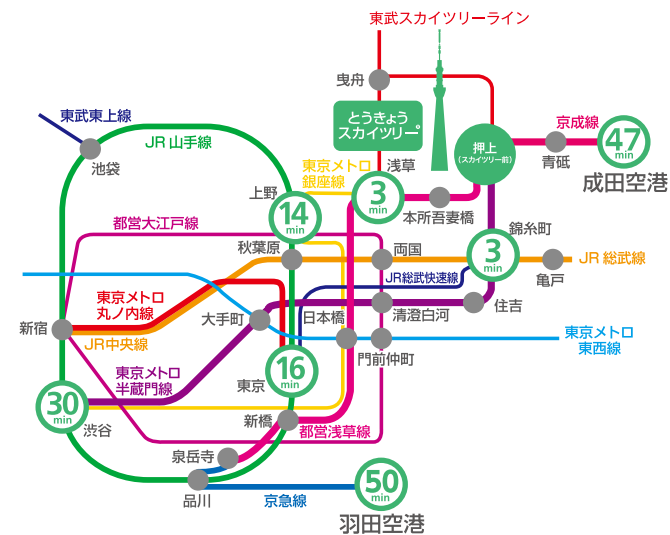 東武スカイツリーライン
曳舟
とうきょう
スカイツリー®
東武東上線
池袋
JR山手線
京成線
47
min
成田空港
青砥
押上
（スカイツリー前）
東京メトロ
銀座線
浅草
3
min
本所吾妻橋
上野
14
min
都営大江戸線
秋葉原
両国
錦糸町
3
min
JR総武線
亀戸
JR総武快速線
東京メトロ
丸ノ内線
大手町
日本橋
清澄白河
住吉
新宿
JR中央線
門前仲町
東京メトロ
東西線
東京メトロ
半蔵門線
東京
16
min
30
min
渋谷
新橋
都営浅草線
泉岳寺
品川
京急線
50
min
羽田空港